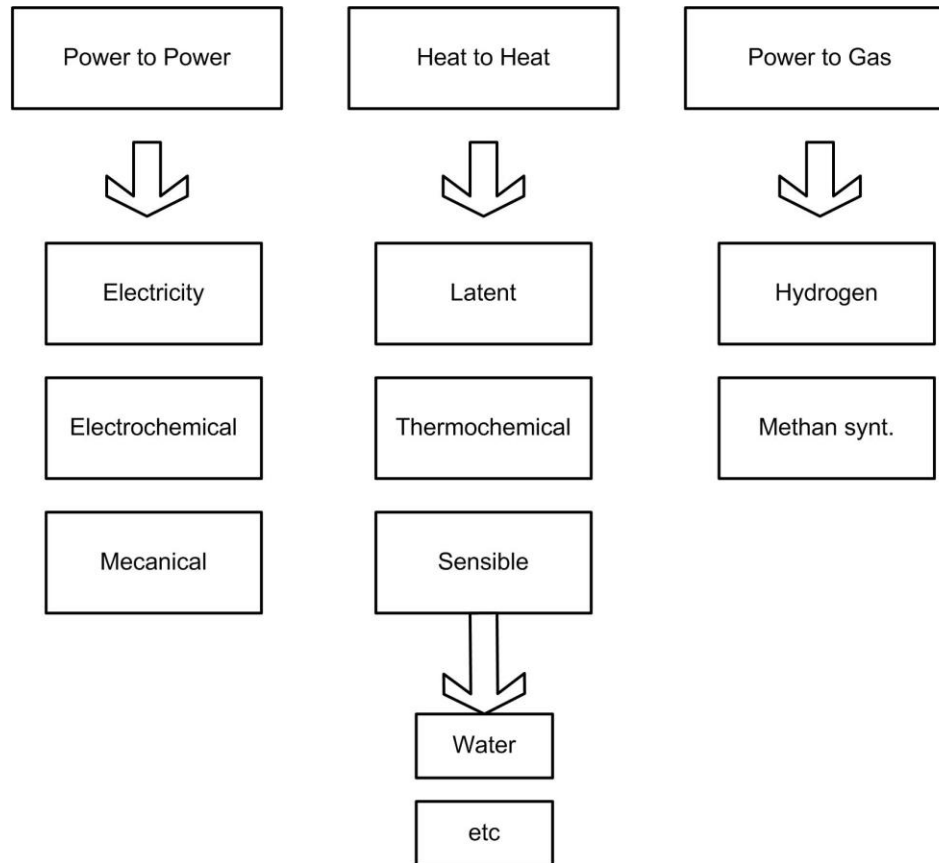 Power to Power
Heat to Heat
Power to Gas
Electricity
Latent
Hydrogen
Electrochemical
Thermochemical
Methan synt.
Mecanical
Sensible
Water
etc